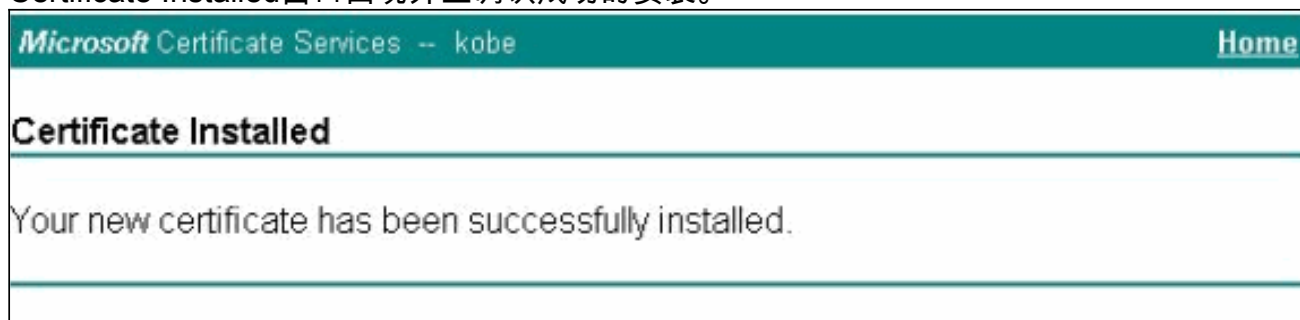 Microsoft Certificate Services -- kobe Home
Certificate Installed
Your new certificate has been successfully installed.